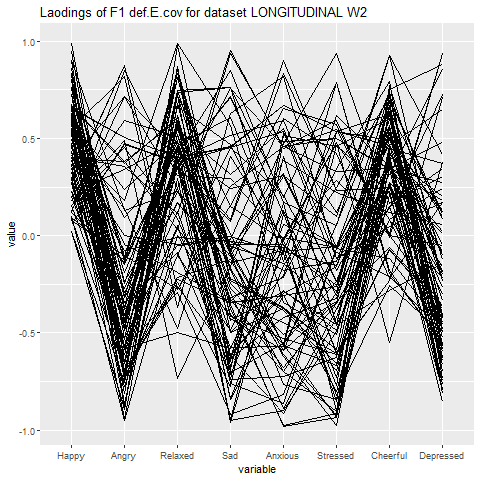 Laodings of F1 def.E.cov for dataset LONGITUDINAL W2
1.0
0.5
0.0
-0.5
-1.0
value
Happy Angry Relaxed Sad Anxious Stressed Cheerful Depressed
variable